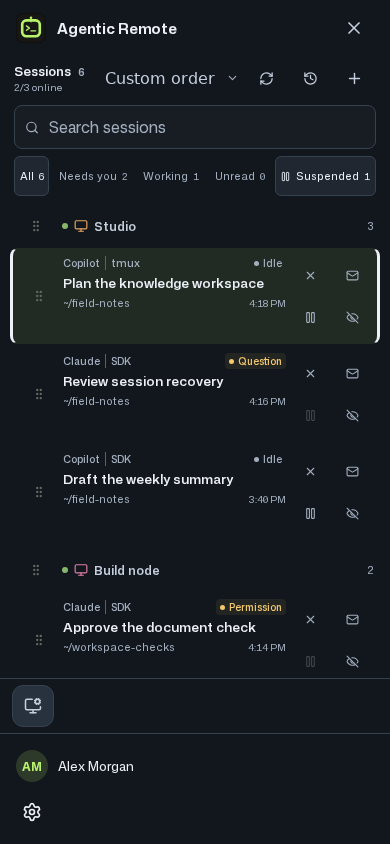 Agentic Remote
Sessions 6
2/3 online
Custom order
Search sessions
All 6
Needs you 2
Working 1
Unread 0
Suspended 1
Studio 3
Copilot | tmux
Idle
Plan the knowledge workspace
~/field-notes
4:18 PM
Claude | SDK
Question
Review session recovery
~/field-notes
4:16 PM
Copilot | SDK
Idle
Draft the weekly summary
~/field-notes
3:40 PM
Build node 2
Claude | SDK
Permission
Approve the document check
~/workspace-checks
4:14 PM
AM
Alex Morgan